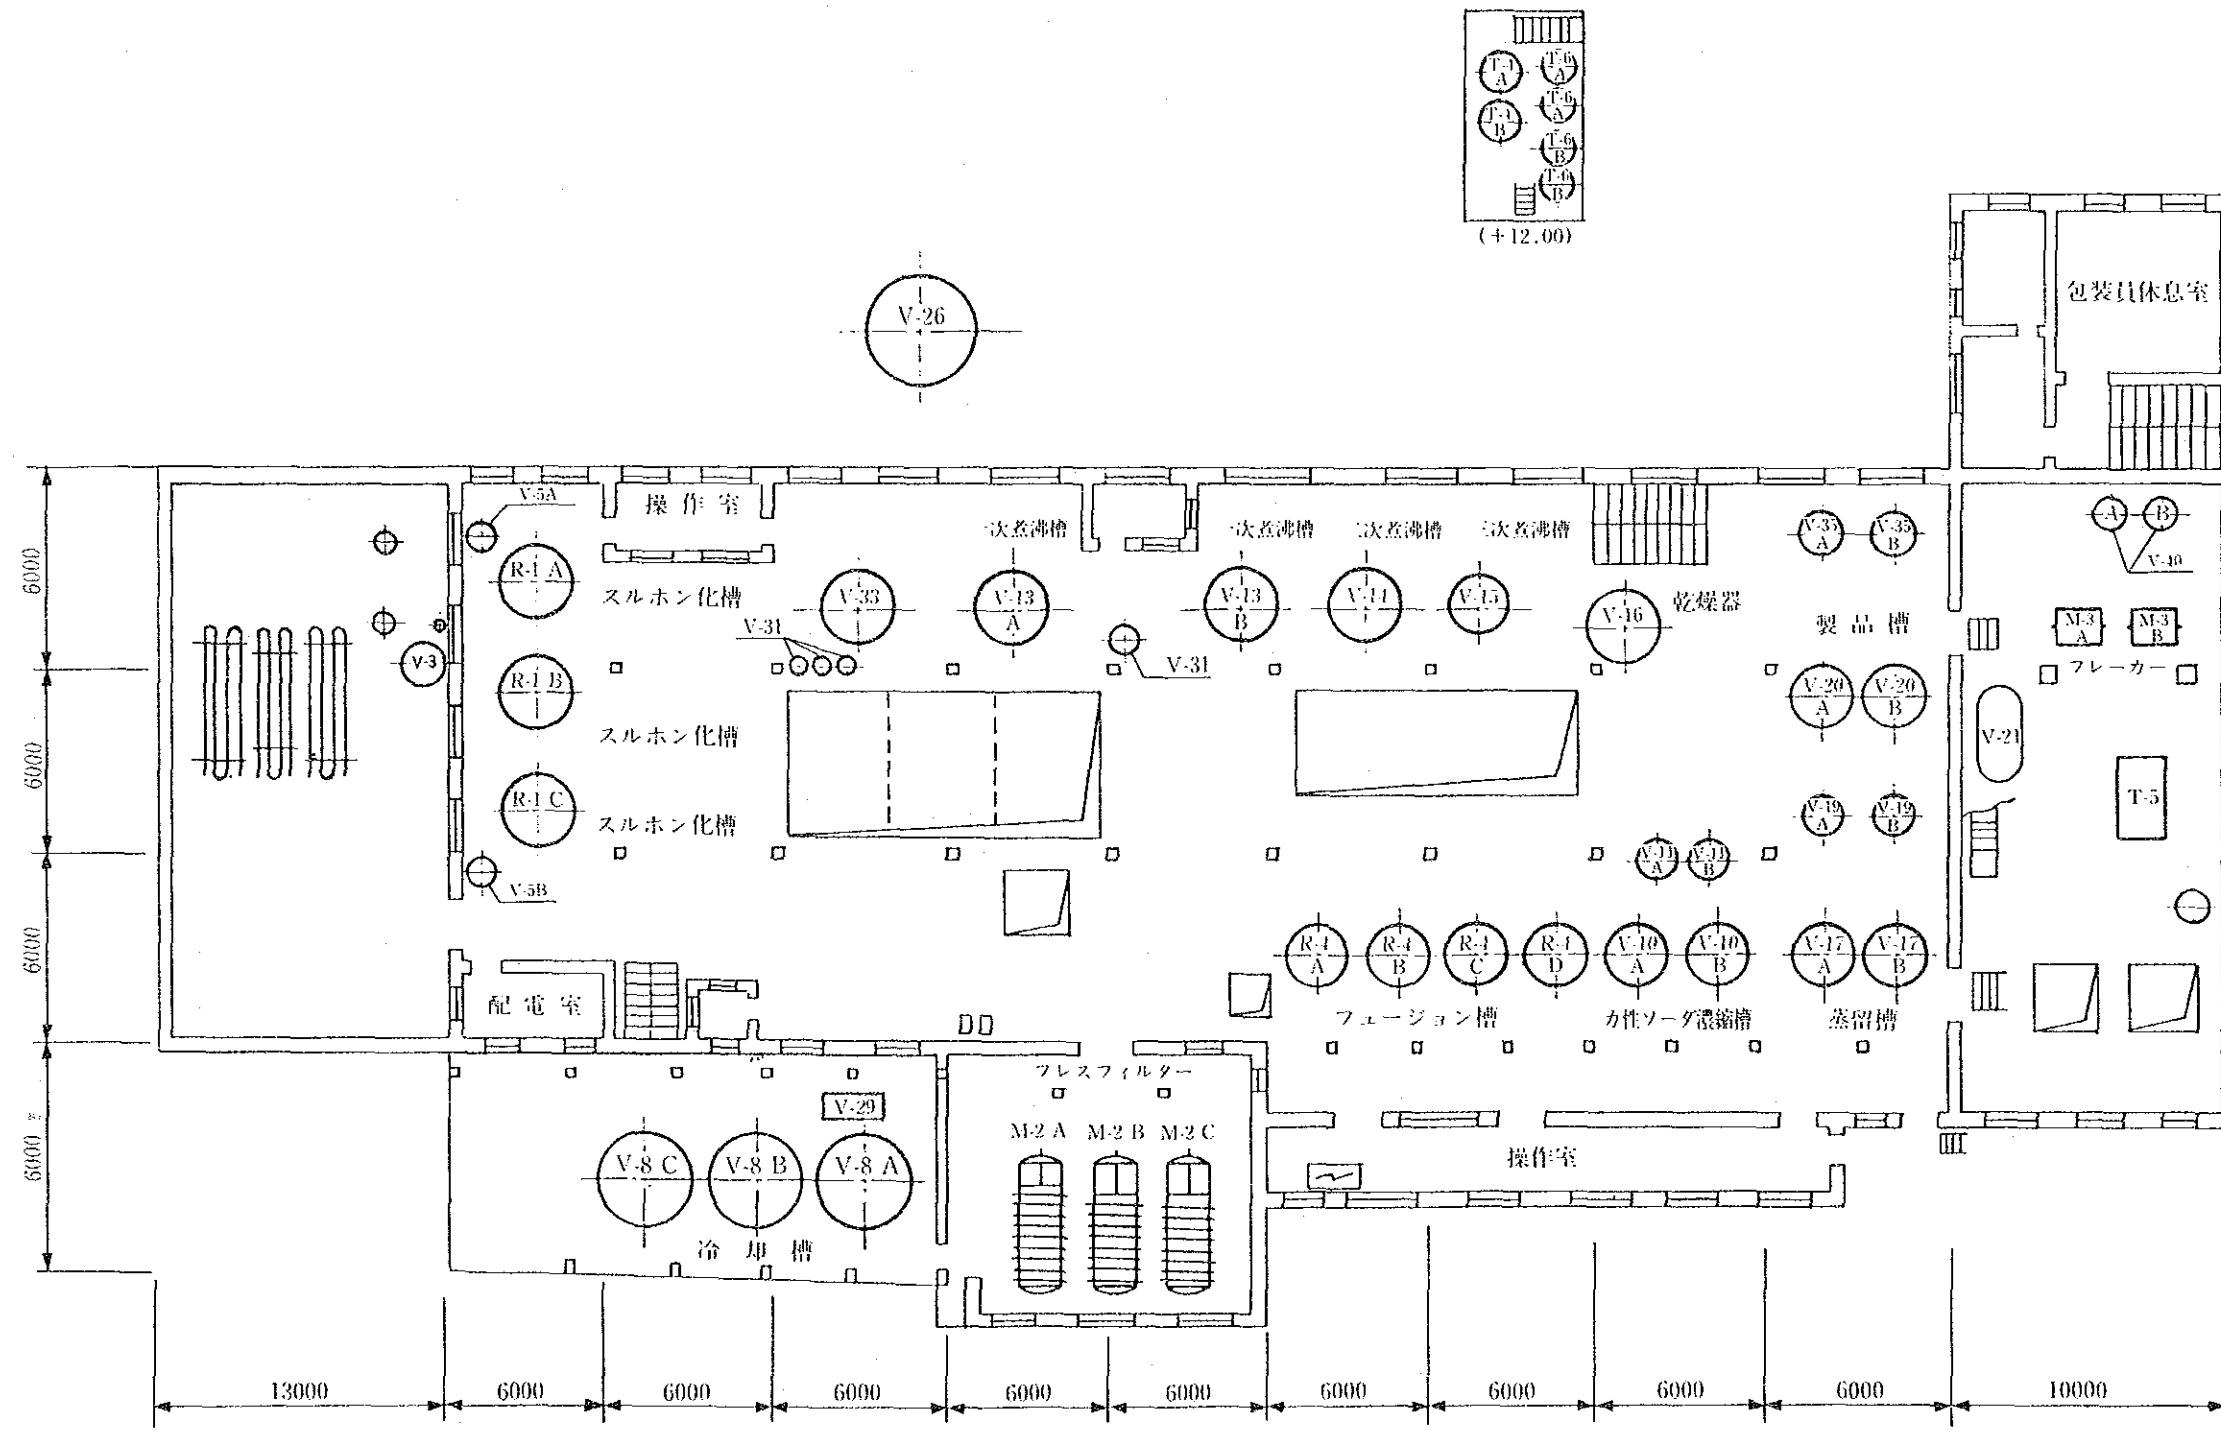 T-6
A
T-6
A
B
T-6
B
T-6
B
(+12.00)
V-26
包装員休息室
V-5A
操作室
R-1 A
スルホン化槽
V-33
次煮沸槽
V-13
A
次煮沸槽
V-13
B
次煮沸槽
V-14
次煮沸槽
V-15
V-16
乾燥器
V-35
A
V-35
B
製品槽
A
B
V-40
M-3
A
M-3
B
フレーカー
V-31
V-31
V-3
R-1 B
スルホン化槽
V-20
A
V-20
B
V-21
R-1 C
スルホン化槽
V-19
A
V-19
B
T-5
V-5B
V-11
A
V-11
B
R-4
A
R-4
B
R-4
C
R-4
D
V-10
A
V-10
B
V-17
A
V-17
B
配電室
フュージョン槽
カ性ソーダ濃縮槽
蒸留槽
プレスフィルター
V-29
M-2 A
M-2 B
M-2 C
V-8 C
V-8 B
V-8 A
冷却槽
操作室
6000
6000
6000
6000
13000
6000
6000
6000
6000
6000
6000
6000
6000
6000
10000